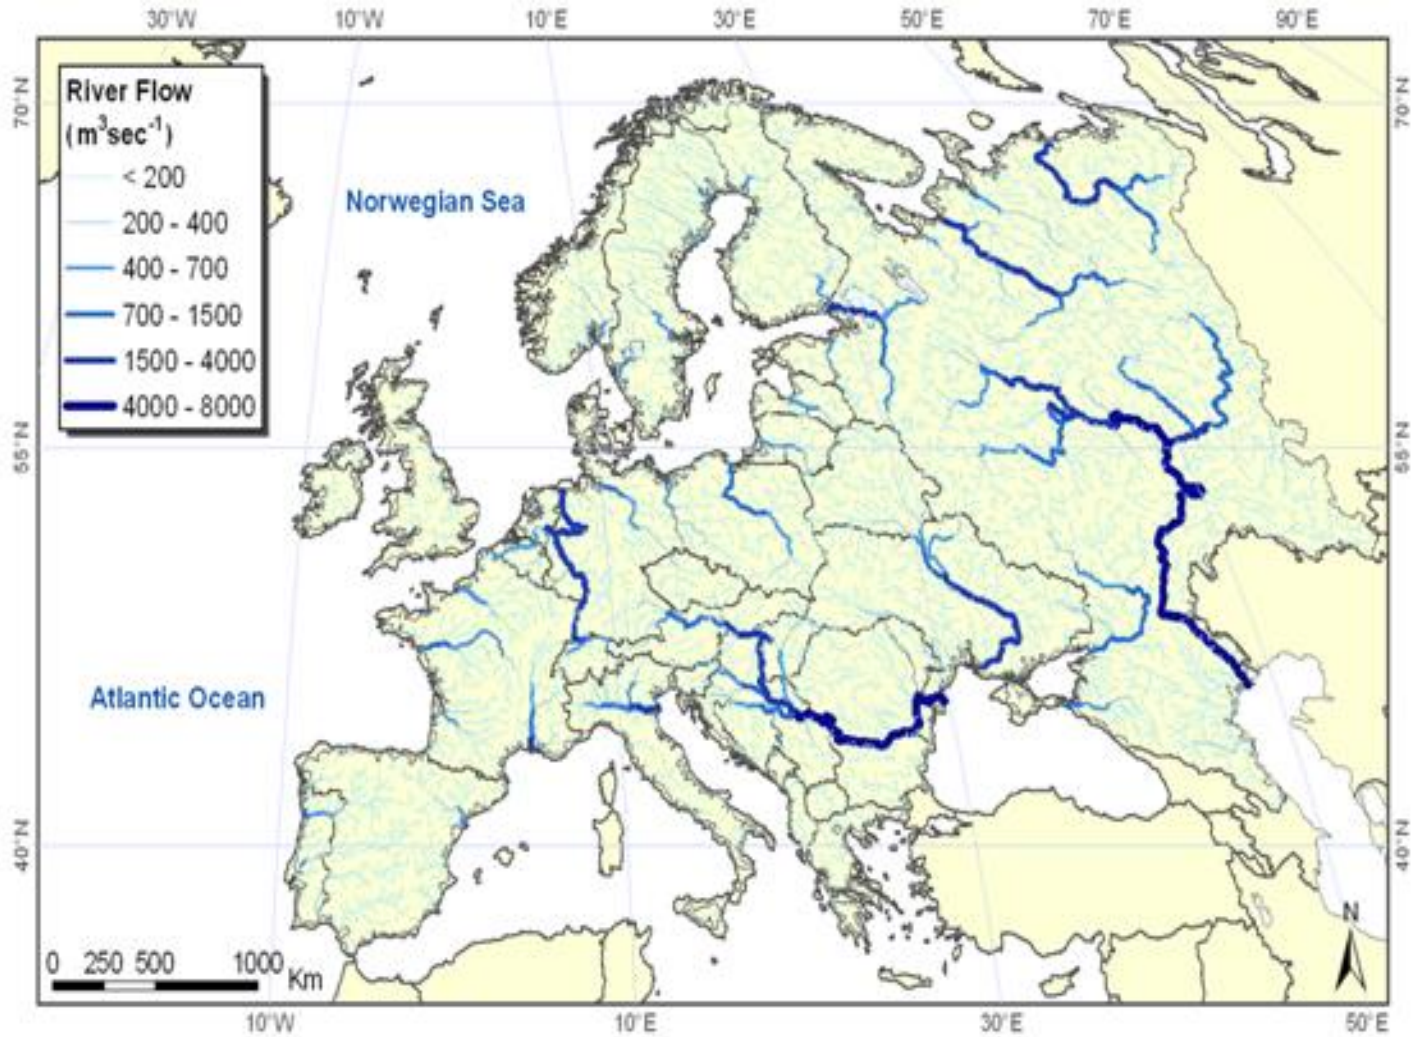 30°W 10°W 10°E 30°E 50°E 70°E 90°E
River Flow
(m³sec⁻¹)
< 200
200 - 400
400 - 700
700 - 1500
1500 - 4000
4000 - 8000
70°N
70°N
Norwegian Sea
55°N
55°N
Atlantic Ocean
40°N
40°N
N
0 250 500 1000 Km
10°W 10°E 30°E 50°E